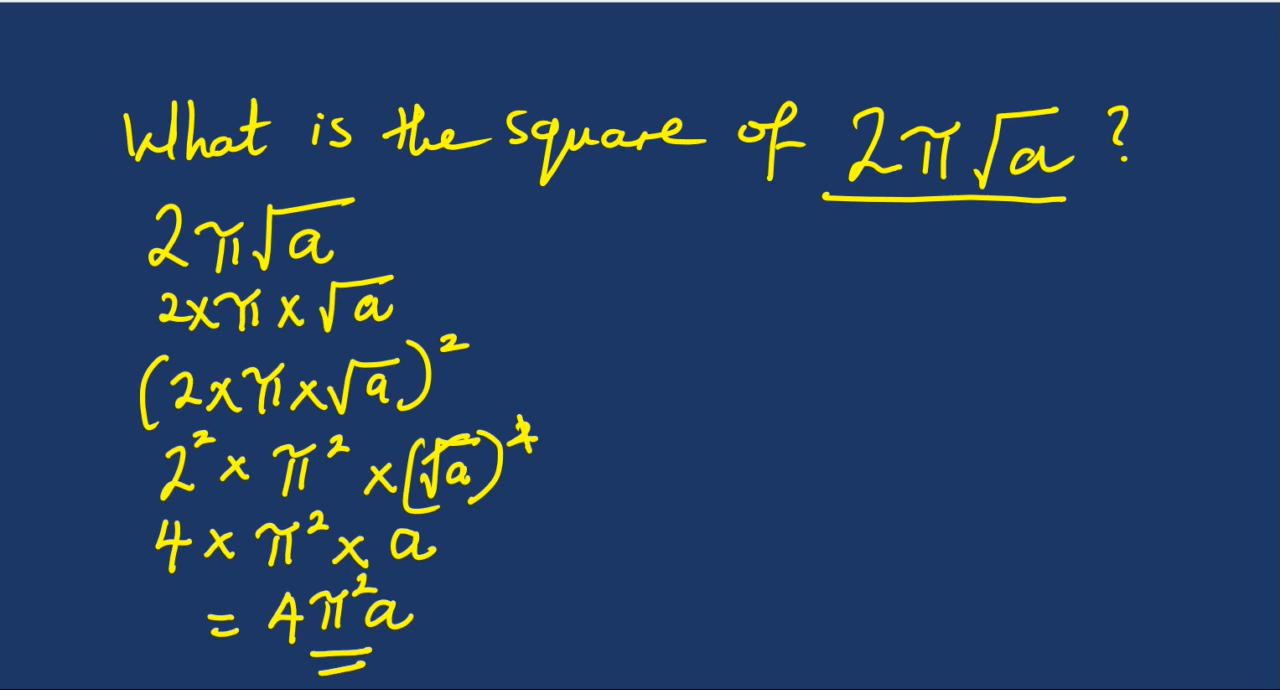 What is the square of 2π√a ?
2π√a
2×π×√a
(2×π×√a)²
2²×π²×(√a)²
4×π²×a
= 4π²a